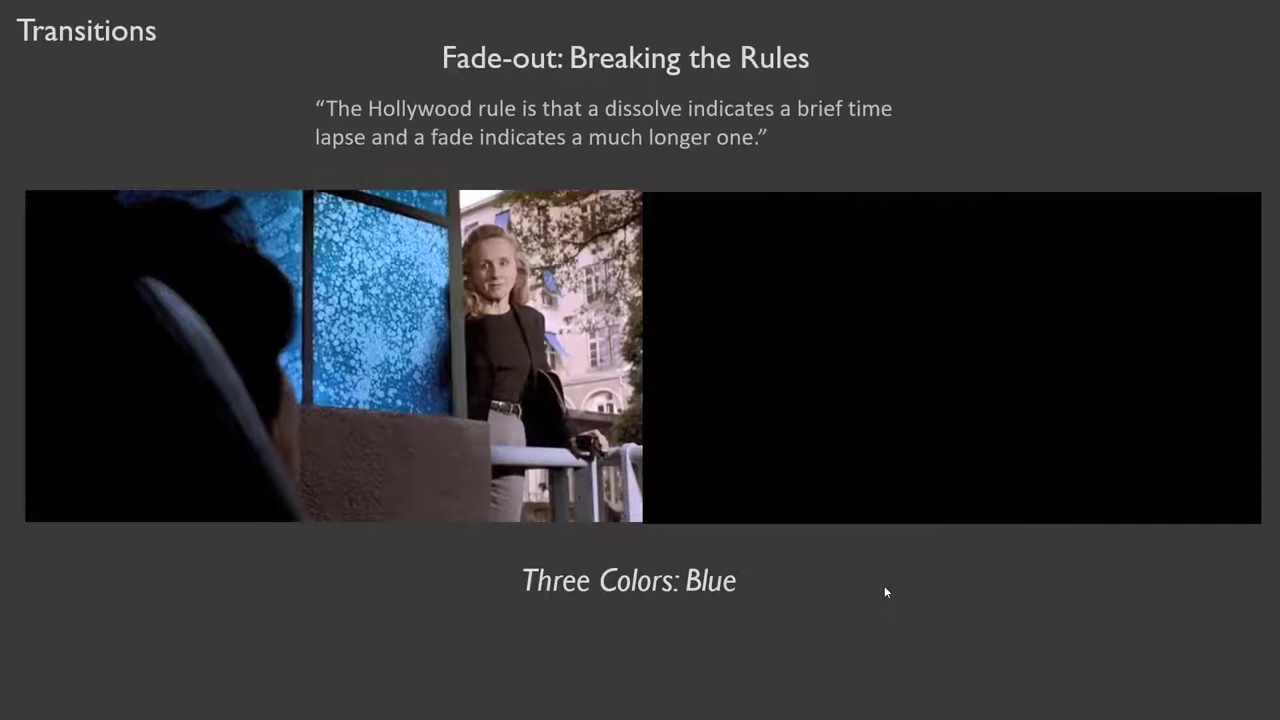 Transitions
Fade-out: Breaking the Rules
“The Hollywood rule is that a dissolve indicates a brief time
lapse and a fade indicates a much longer one.”
Three Colors: Blue